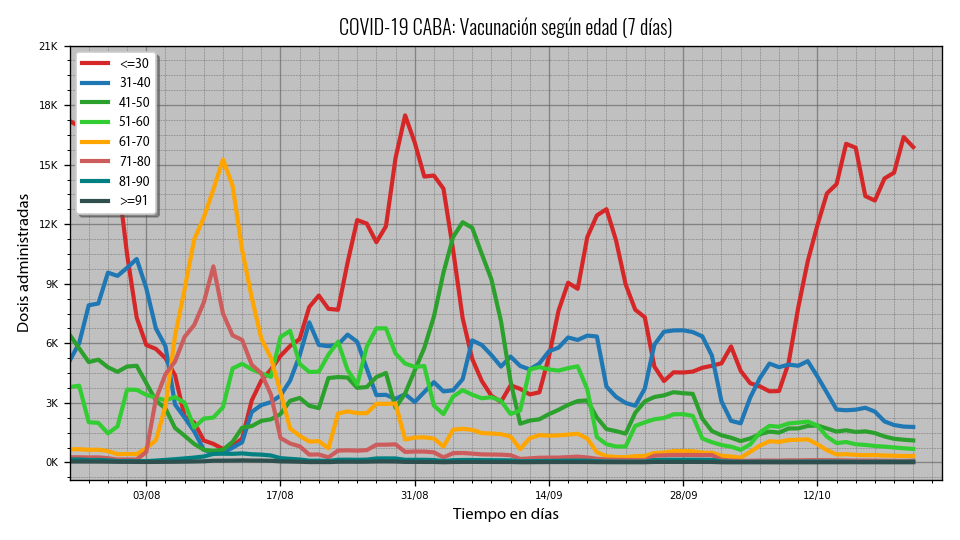 COVID-19 CABA: Vacunación según edad (7 días)
21K
18K
15K
12K
9K
6K
3K
0K
Dosis administradas
<=30
31-40
41-50
51-60
61-70
71-80
81-90
>=91
03/08
17/08
31/08
14/09
28/09
12/10
Tiempo en días